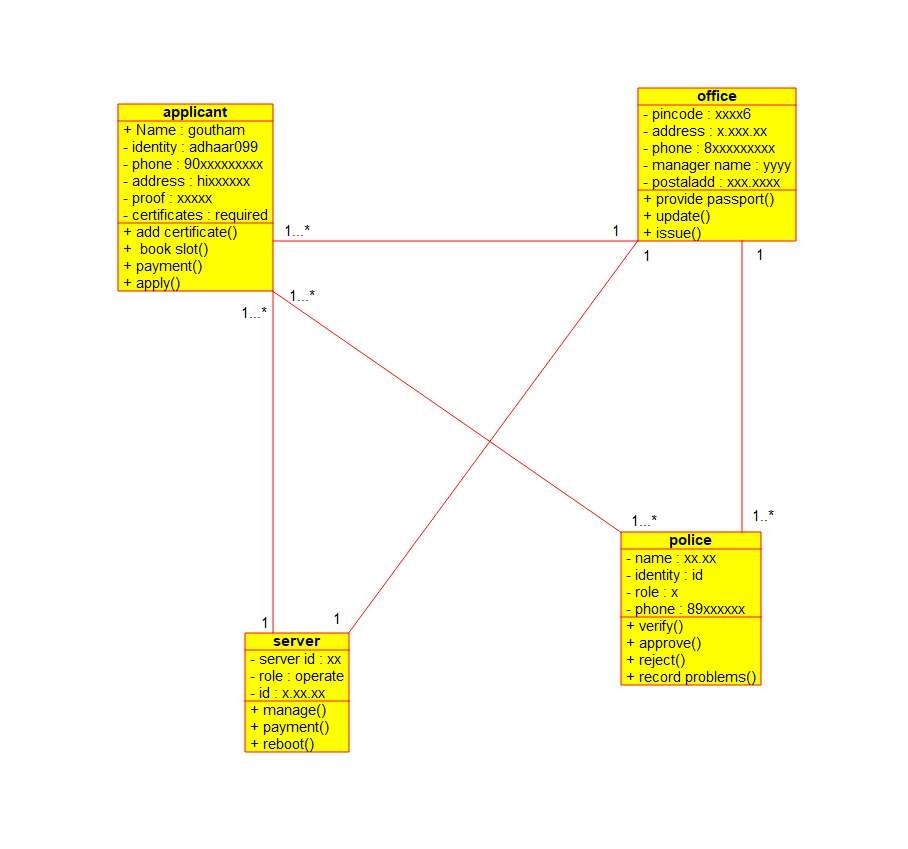 applicant
+ Name : goutham
- identity : adhaar099
- phone : 90xxxxxxxxx
- address : hixxxxxx
- proof : xxxxx
- certificates : required
+ add certificate()
+  book slot()
+ payment()
+ apply()
office
- pincode : xxxx6
- address : x.xxx.xx
- phone : 8xxxxxxxxx
- manager name : yyyy
- postaladd : xxx.xxxx
+ provide passport()
+ update()
+ issue()
1...*
1
1
1
1...*
1...*
1...*
1..*
police
- name : xx.xx
- identity : id
- role : x
- phone : 89xxxxxx
+ verify()
+ approve()
+ reject()
+ record problems()
1
1
server
- server id : xx
- role : operate
- id : x.xx.xx
+ manage()
+ payment()
+ reboot()